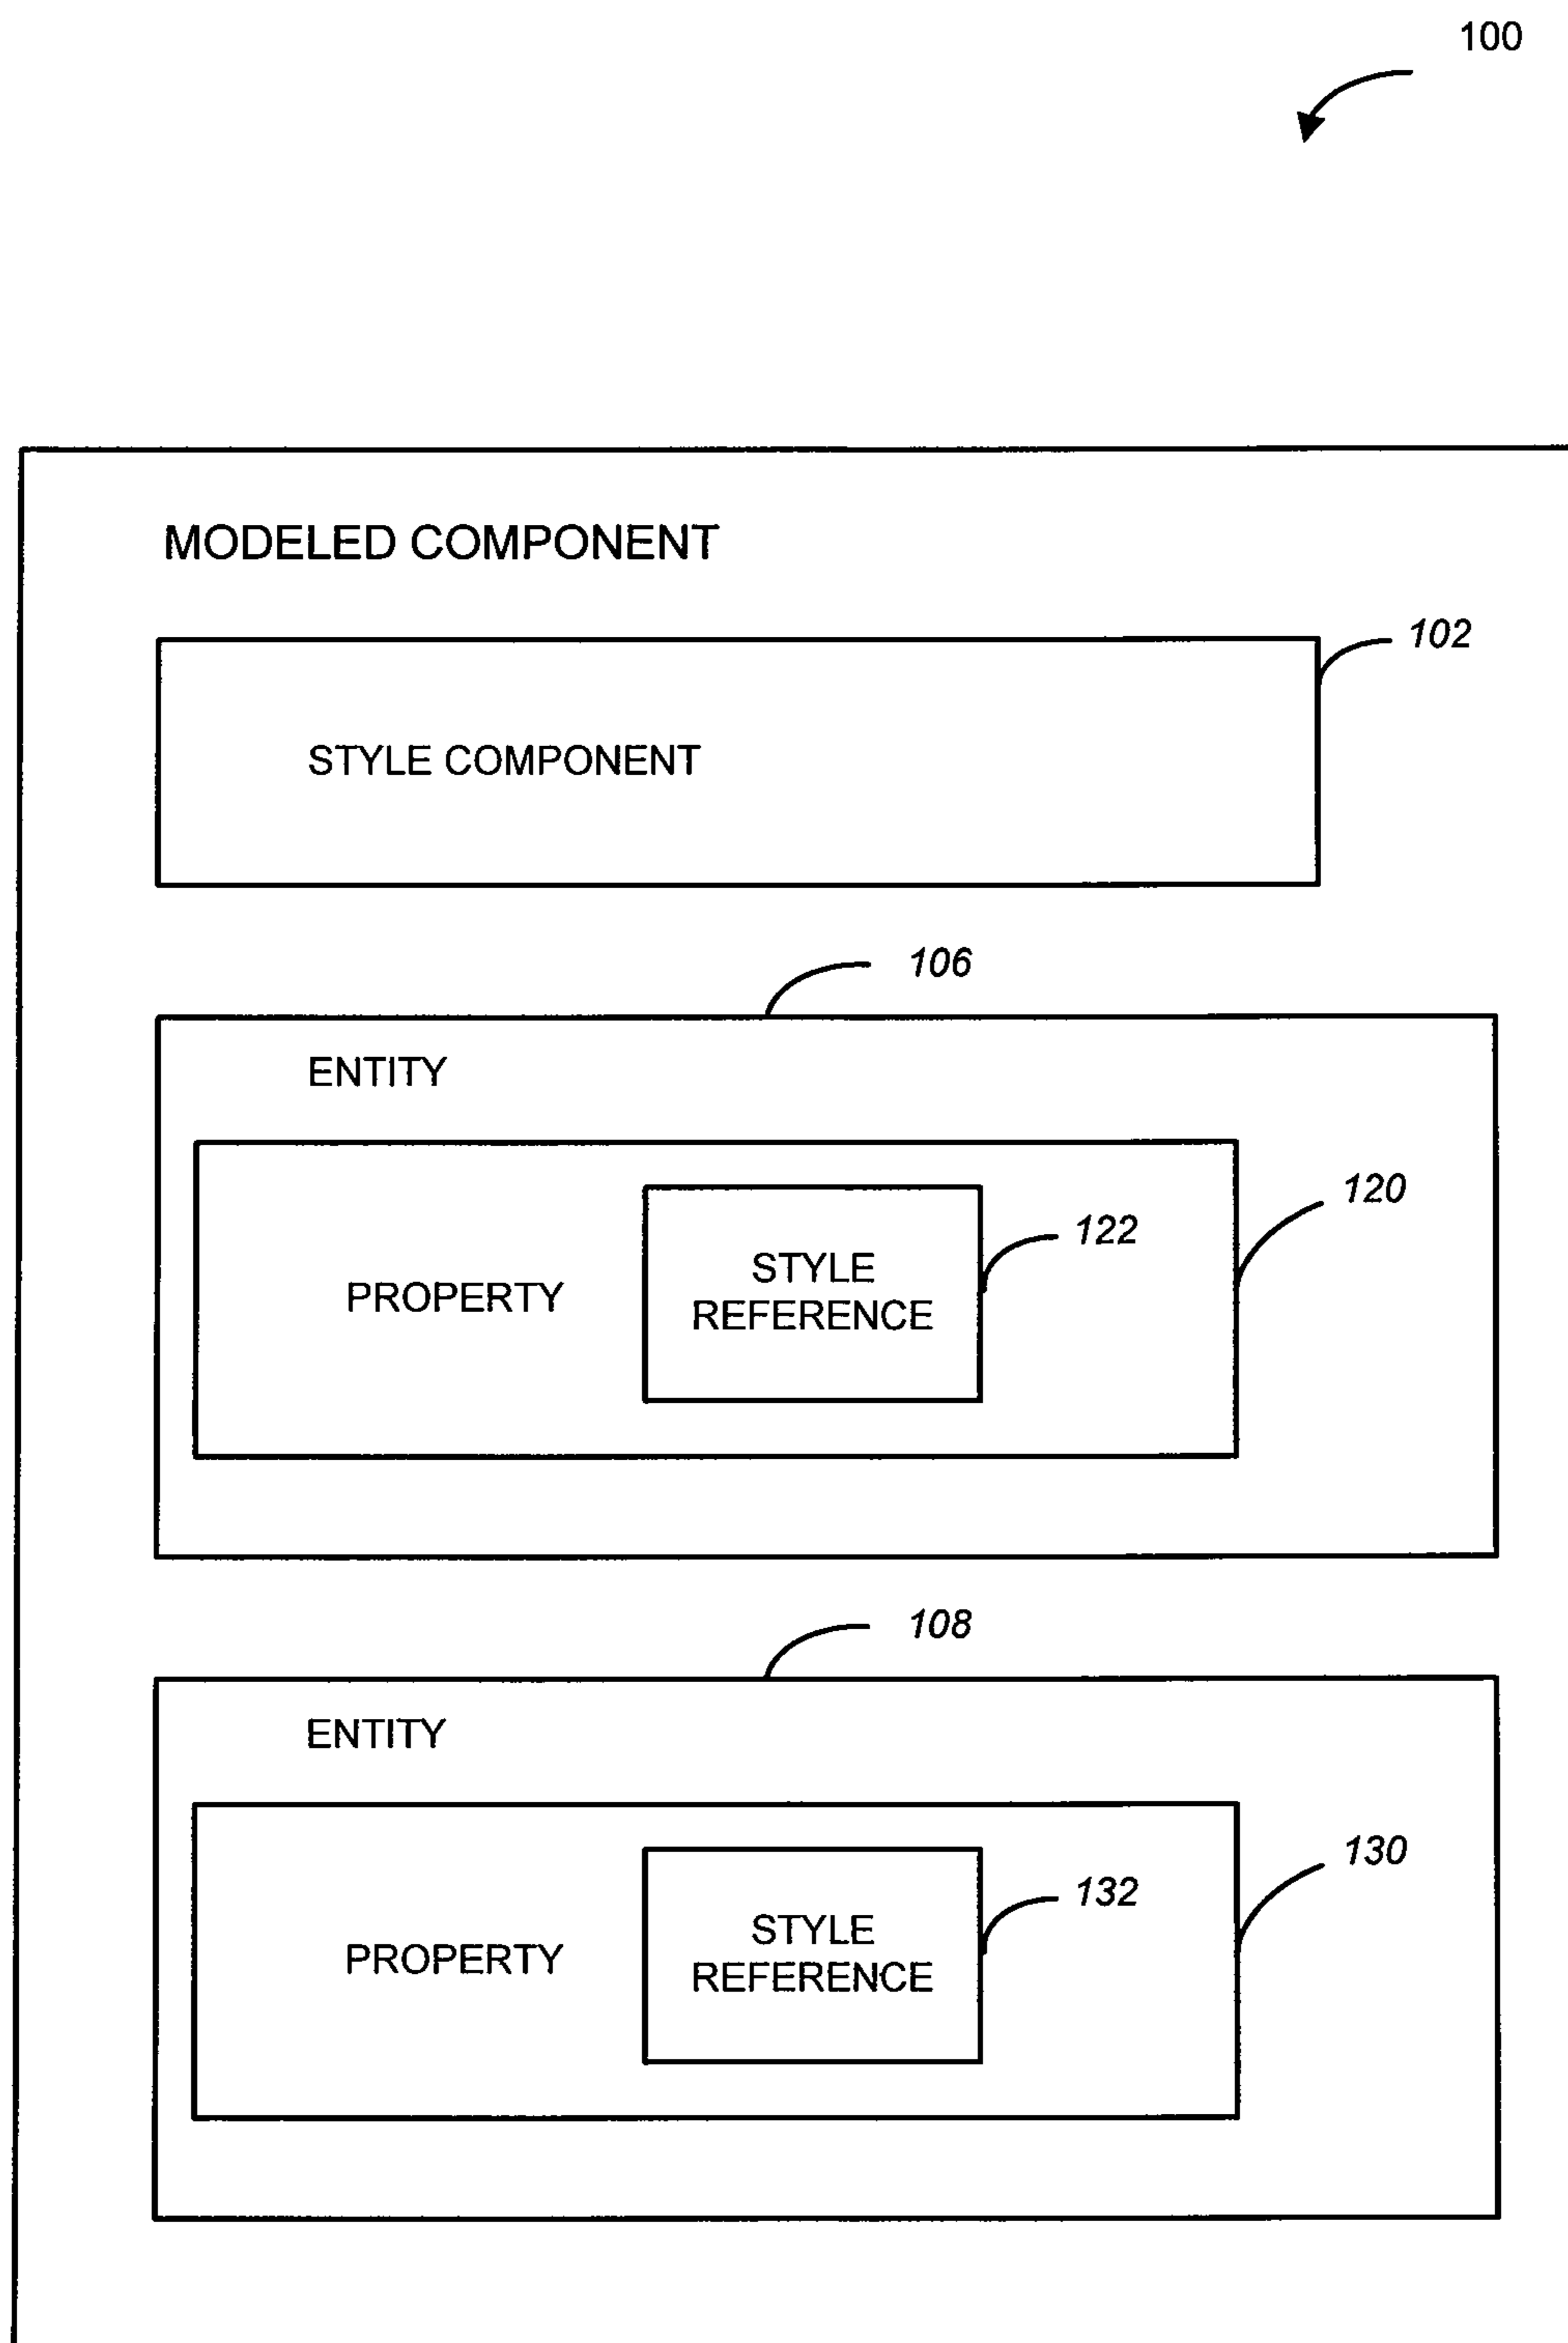 100
MODELED COMPONENT
102
STYLE COMPONENT
106
ENTITY
120
122
STYLE
PROPERTY
REFERENCE
108
ENTITY
130
132
STYLE
PROPERTY
REFERENCE